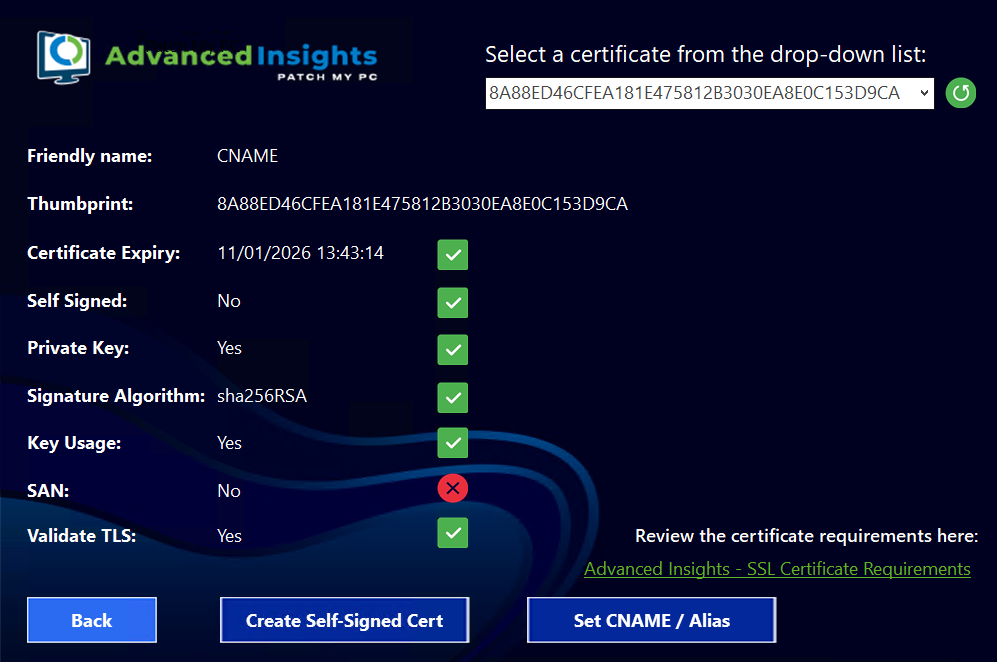 Advanced Insights
PATCH MY PC
Select a certificate from the drop-down list:
8A88ED46CFEA181E475812B3030EA8E0C153D9CA
Friendly name: CNAME
Thumbprint: 8A88ED46CFEA181E475812B3030EA8E0C153D9CA
Certificate Expiry: 11/01/2026 13:43:14
Self Signed: No
Private Key: Yes
Signature Algorithm: sha256RSA
Key Usage: Yes
SAN: No
Validate TLS: Yes
Review the certificate requirements here:
Advanced Insights - SSL Certificate Requirements
Back
Create Self-Signed Cert
Set CNAME / Alias